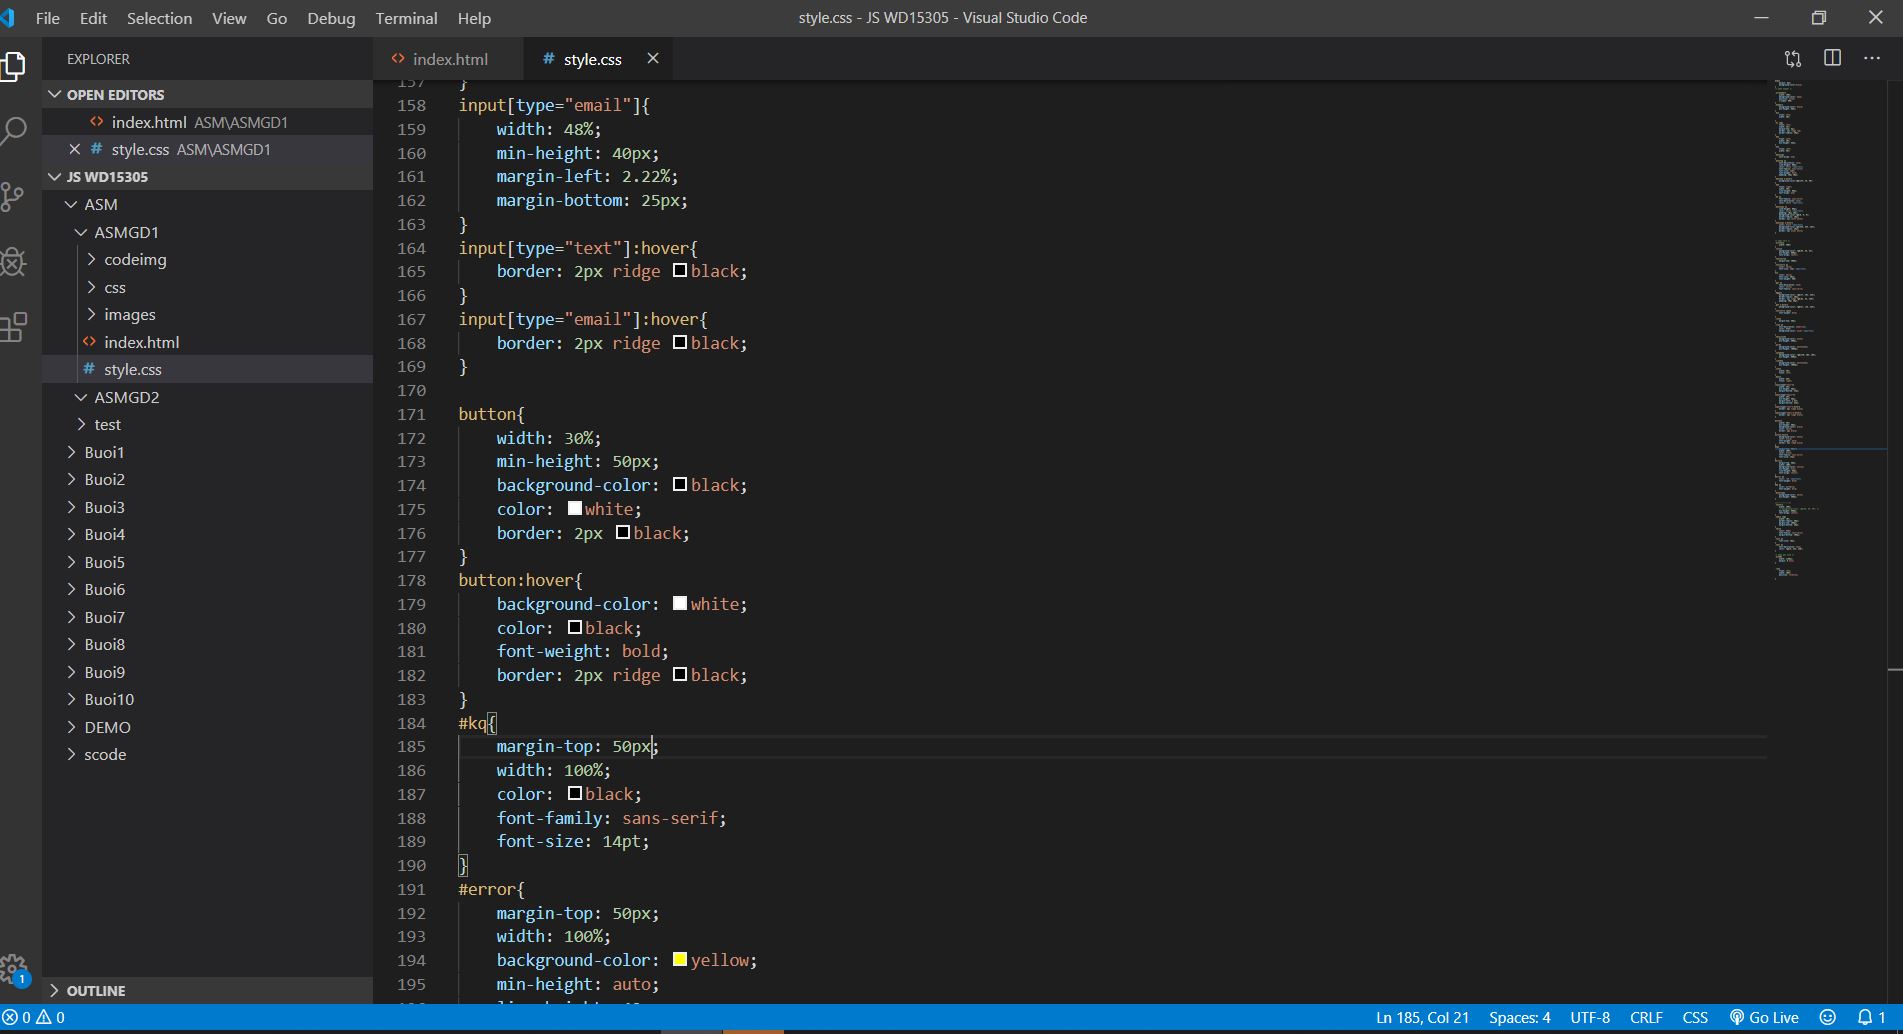 File Edit Selection View Go Debug Terminal Help
style.css - JS WD15305 - Visual Studio Code
EXPLORER
OPEN EDITORS
index.html ASM\ASMGD1
style.css ASM\ASMGD1
JS WD15305
ASM
ASMGD1
codeimg
css
images
index.html
style.css
ASMGD2
test
Buoi1
Buoi2
Buoi3
Buoi4
Buoi5
Buoi6
Buoi7
Buoi8
Buoi9
Buoi10
DEMO
scode
OUTLINE
index.html
style.css
157 }
158 input[type="email"]{
159 width: 48%;
160 min-height: 40px;
161 margin-left: 2.22%;
162 margin-bottom: 25px;
163 }
164 input[type="text"]:hover{
165 border: 2px ridge black;
166 }
167 input[type="email"]:hover{
168 border: 2px ridge black;
169 }
170
171 button{
172 width: 30%;
173 min-height: 50px;
174 background-color: black;
175 color: white;
176 border: 2px black;
177 }
178 button:hover{
179 background-color: white;
180 color: black;
181 font-weight: bold;
182 border: 2px ridge black;
183 }
184 #kq{
185 margin-top: 50px;
186 width: 100%;
187 color: black;
188 font-family: sans-serif;
189 font-size: 14pt;
190 }
191 #error{
192 margin-top: 50px;
193 width: 100%;
194 background-color: yellow;
195 min-height: auto;
1
0 0
Ln 185, Col 21 Spaces: 4 UTF-8 CRLF CSS Go Live 1